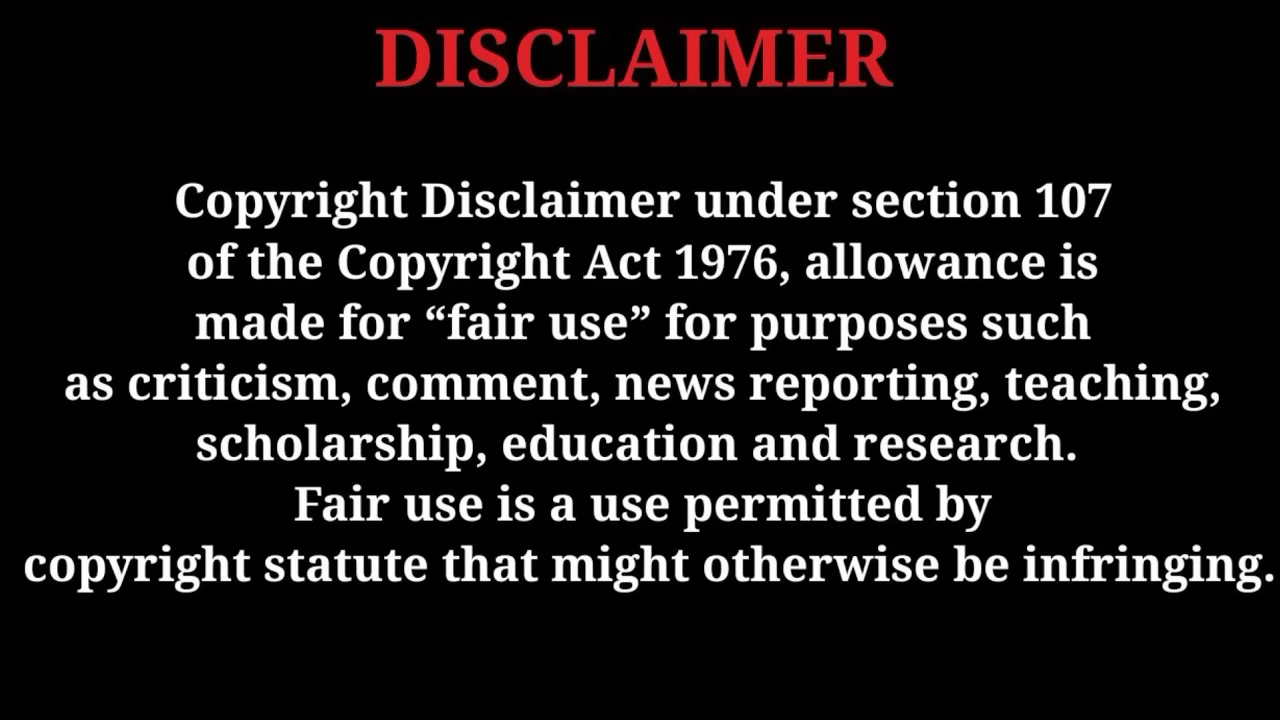 DISCLAIMER
Copyright Disclaimer under section 107
of the Copyright Act 1976, allowance is
made for “fair use” for purposes such
as criticism, comment, news reporting, teaching,
scholarship, education and research.
Fair use is a use permitted by
copyright statute that might otherwise be infringing.